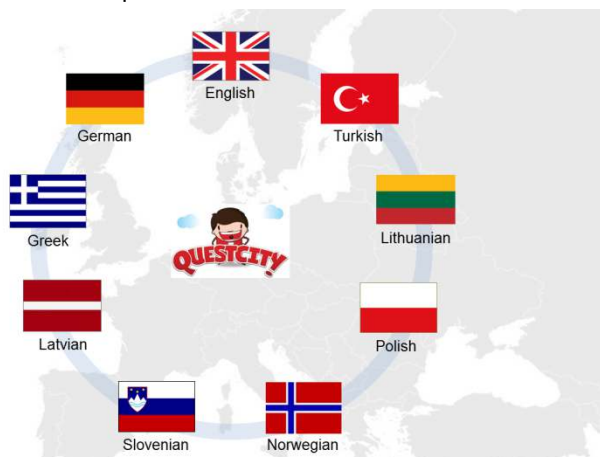 English
German
Turkish
Greek
QUESTCITY
Lithuanian
Latvian
Polish
Slovenian
Norwegian